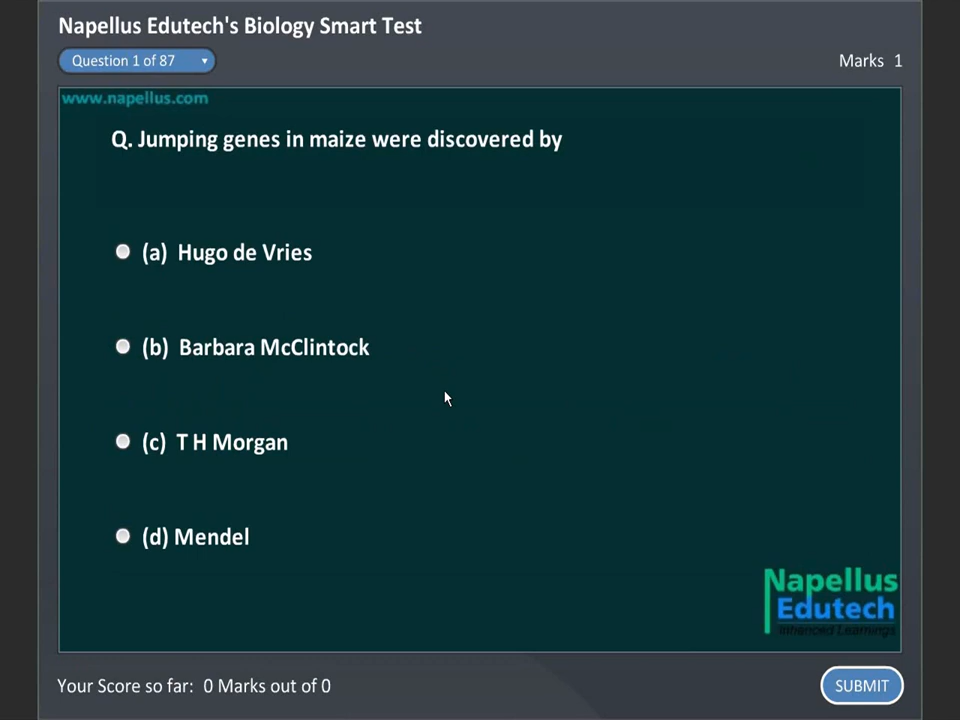 Napellus Edutech's Biology Smart Test
Question 1 of 87
Marks 1
www.napellus.com
Q. Jumping genes in maize were discovered by
(a) Hugo de Vries
(b) Barbara McClintock
(c) T H Morgan
(d) Mendel
Napellus
Edutech
Enhanced Learnings
Your Score so far: 0 Marks out of 0
SUBMIT